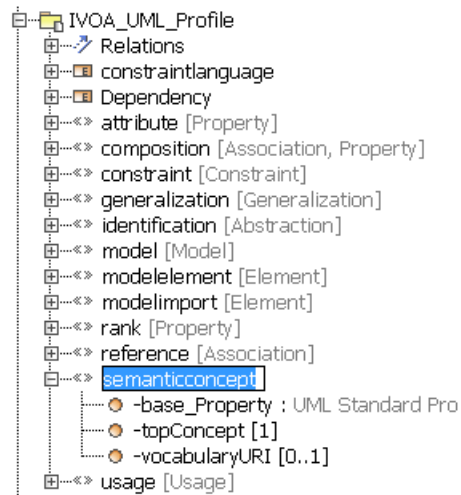 IVOA_UML_Profile
Relations
constraintlanguage
Dependency
«» attribute [Property]
«» composition [Association, Property]
«» constraint [Constraint]
«» generalization [Generalization]
«» identification [Abstraction]
«» model [Model]
«» modelelement [Element]
«» modelimport [Element]
«» rank [Property]
«» reference [Association]
«» semanticconcept
-base_Property : UML Standard Pro
-topConcept [1]
-vocabularyURI [0..1]
«» usage [Usage]